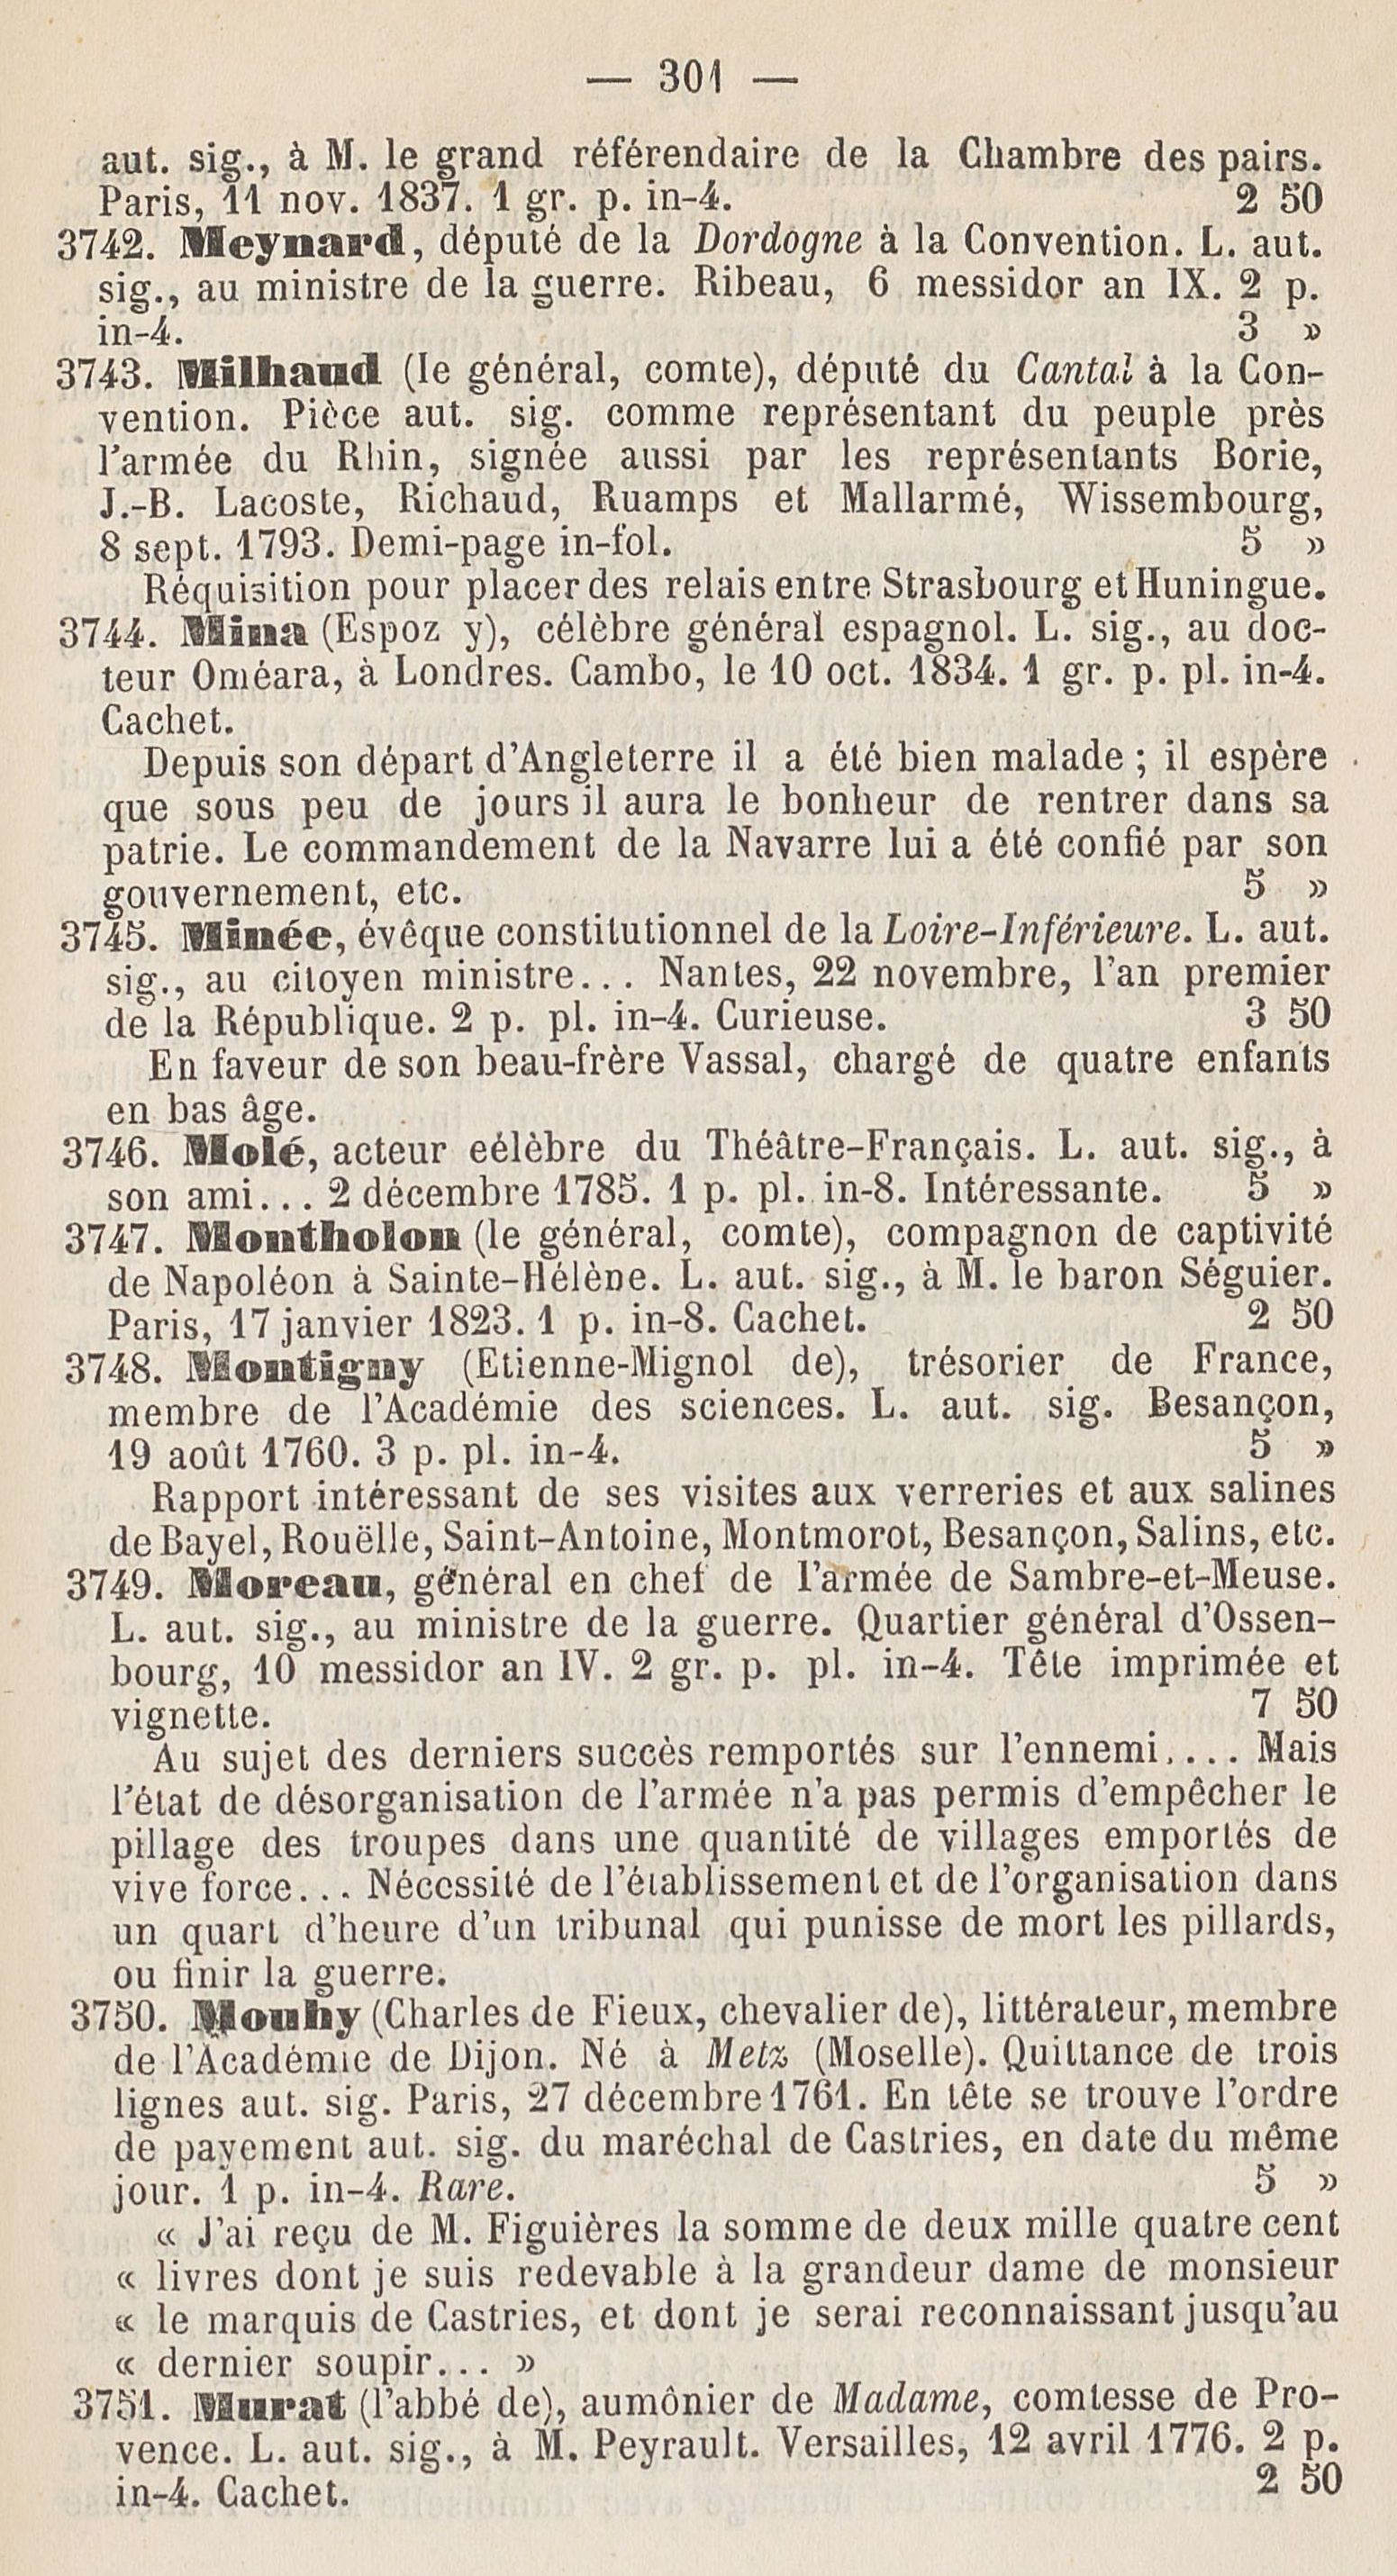 — 301 —
aut. sig., à M. le grand référendaire de la Chambre des pairs.
Paris, 11 nov. 1837. 1 gr. p. in-4. 2 50
3742. Meynard, député de la Dordogne à la Convention. L. aut.
sig., au ministre de la guerre. Ribeau, 6 messidor an IX. 2 p.
in-4. 3 »
3743. Milhaud (le général, comte), député du Cantal à la Con-
vention. Pièce aut. sig. comme représentant du peuple près
l'armée du Rhin, signée aussi par les représentants Borie,
J.-B. Lacoste, Richaud, Ruamps et Mallarmé, Wissembourg,
8 sept. 1793. Demi-page in-fol. 5 »
Réquisition pour placer des relais entre Strasbourg et Huningue.
3744. Mina (Espoz y), célèbre général espagnol. L. sig., au doc-
teur Oméara, à Londres. Cambo, le 10 oct. 1834. 1 gr. p. pl. in-4.
Cachet.
Depuis son départ d'Angleterre il a été bien malade ; il espère
que sous peu de jours il aura le bonheur de rentrer dans sa
patrie. Le commandement de la Navarre lui a été confié par son
gouvernement, etc. 5 »
3745. Minée, évêque constitutionnel de la Loire-Inférieure. L. aut.
sig., au citoyen ministre... Nantes, 22 novembre, l'an premier
de la République. 2 p. pl. in-4. Curieuse. 3 50
En faveur de son beau-frère Vassal, chargé de quatre enfants
en bas âge.
3746. Molé, acteur eélèbre du Théâtre-Français. L. aut. sig., à
son ami... 2 décembre 1785. 1 p. pl. in-8. Intéressante. 5 »
3747. Montholon (le général, comte), compagnon de captivité
de Napoléon à Sainte-Hélène. L. aut. sig., à M. le baron Séguier.
Paris, 17 janvier 1823. 1 p. in-8. Cachet. 2 50
3748. Montigny (Etienne-Mignol de), trésorier de France,
membre de l'Académie des sciences. L. aut. sig. Besançon,
19 août 1760. 3 p. pl. in-4. 5 »
Rapport intéressant de ses visites aux verreries et aux salines
de Bayel, Rouëlle, Saint-Antoine, Montmorot, Besançon, Salins, etc.
3749. Moreau, général en chef de l'armée de Sambre-et-Meuse.
L. aut. sig., au ministre de la guerre. Quartier général d'Ossen-
bourg, 10 messidor an IV. 2 gr. p. pl. in-4. Tête imprimée et
vignette. 7 50
Au sujet des derniers succès remportés sur l'ennemi.... Mais
l'état de désorganisation de l'armée n'a pas permis d'empêcher le
pillage des troupes dans une quantité de villages emportés de
vive force... Nécessité de l'établissement et de l'organisation dans
un quart d'heure d'un tribunal qui punisse de mort les pillards,
ou finir la guerre.
3750. Mouhy (Charles de Fieux, chevalier de), littérateur, membre
de l'Académie de Dijon. Né à Metz (Moselle). Quittance de trois
lignes aut. sig. Paris, 27 décembre 1761. En tête se trouve l'ordre
de payement aut. sig. du maréchal de Castries, en date du même
jour. 1 p. in-4. Rare. 5 »
« J'ai reçu de M. Figuières la somme de deux mille quatre cent
« livres dont je suis redevable à la grandeur dame de monsieur
« le marquis de Castries, et dont je serai reconnaissant jusqu'au
« dernier soupir... »
3751. Murat (l'abbé de), aumônier de Madame, comtesse de Pro-
vence. L. aut. sig., à M. Peyrault. Versailles, 12 avril 1776. 2 p.
in-4. Cachet. 2 50